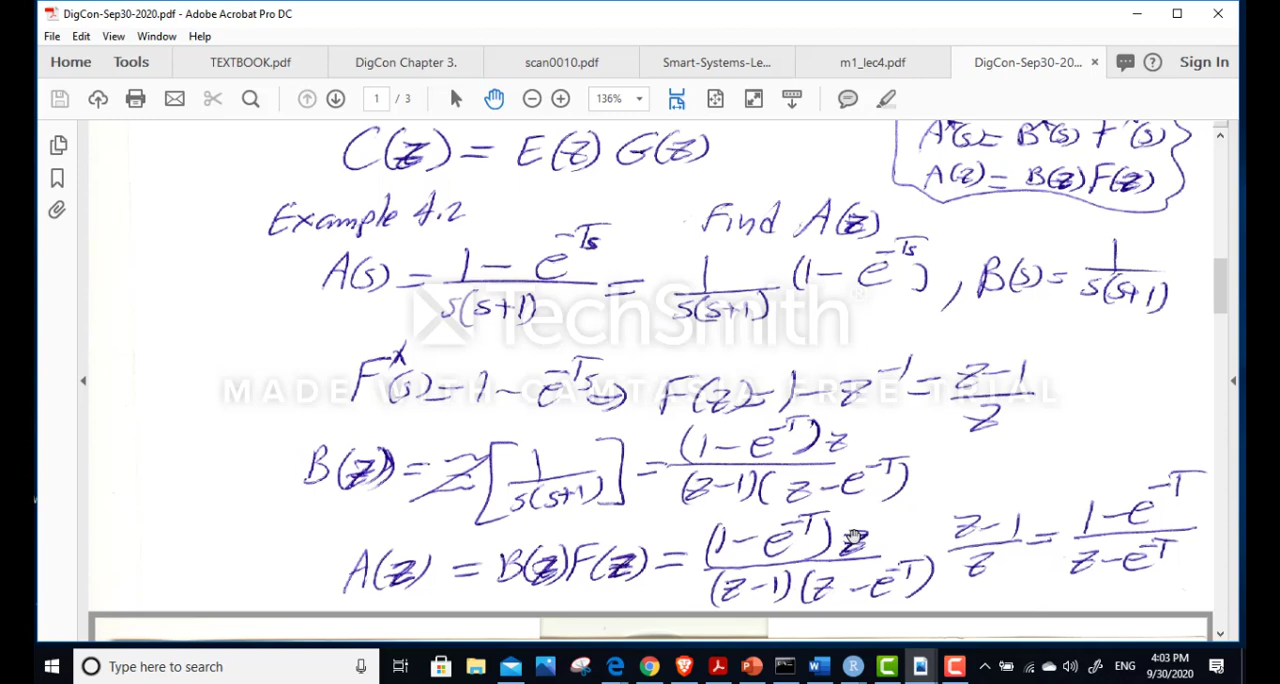 DigCon-Sep30-2020.pdf - Adobe Acrobat Pro DC
File Edit View Window Help
Home Tools TEXTBOOK.pdf DigCon Chapter 3. scan0010.pdf Smart-Systems-Le... m1_lec4.pdf DigCon-Sep30-20... × Sign In
1 / 3 136%
A*(s) = B*(s) F*(s)
C(z) = E(z) G(z)
A(z) = B(z)F(z)
Example 4.2 Find A(z)
A(s) = 1 - e^-Ts / s(s+1) = 1 / s(s+1) (1 - e^-Ts), B(s) = 1 / s(s+1)
TechSmith
MADE WITH CAMTASIA FREE TRIAL
F*(s) = 1 - e^-Ts => F(z) = 1 - z^-1 = z-1 / z
B(z) = Z[1 / s(s+1)] = (1 - e^-T) z / (z-1)(z - e^-T)
A(z) = B(z)F(z) = (1 - e^-T) z / (z-1)(z - e^-T) z-1 / z = 1 - e^-T / z - e^-T
Type here to search
ENG
4:03 PM
9/30/2020